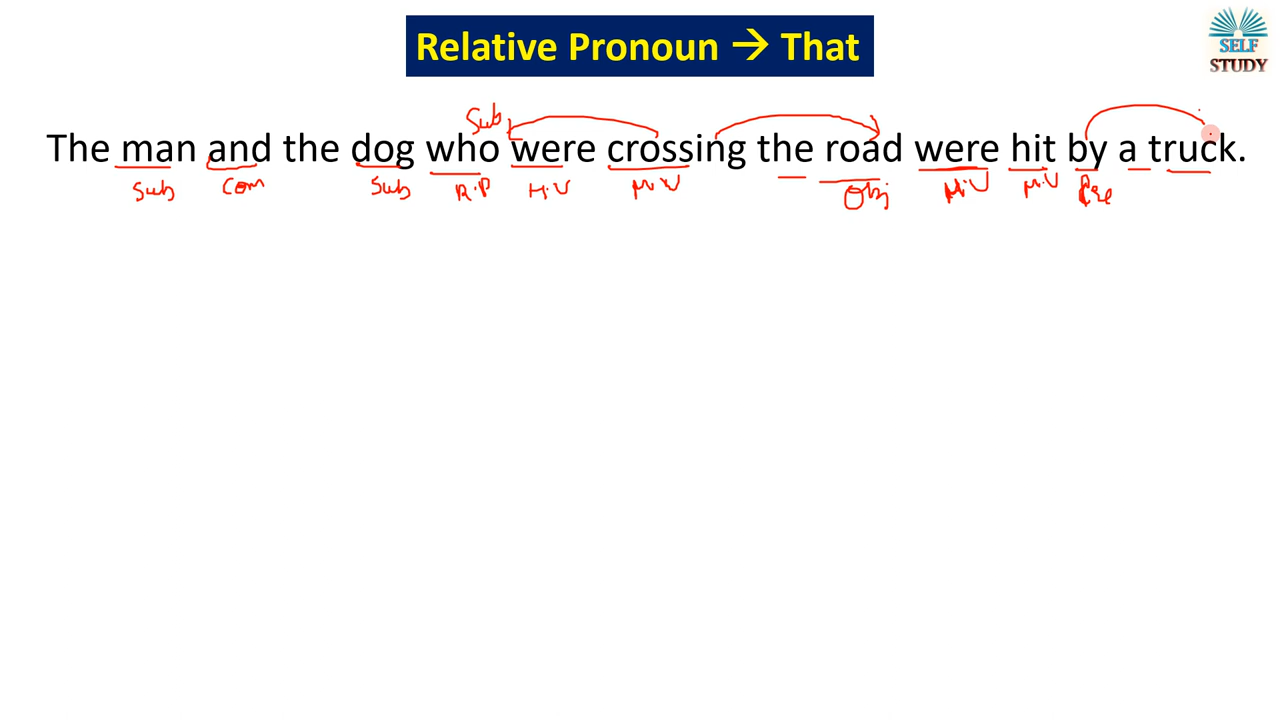 Relative Pronoun → That
SELF
STUDY
Sub
The man and the dog who were crossing the road were hit by a truck.
Sub Con Sub R.P H.V M.V Obj H.V M.V Pre